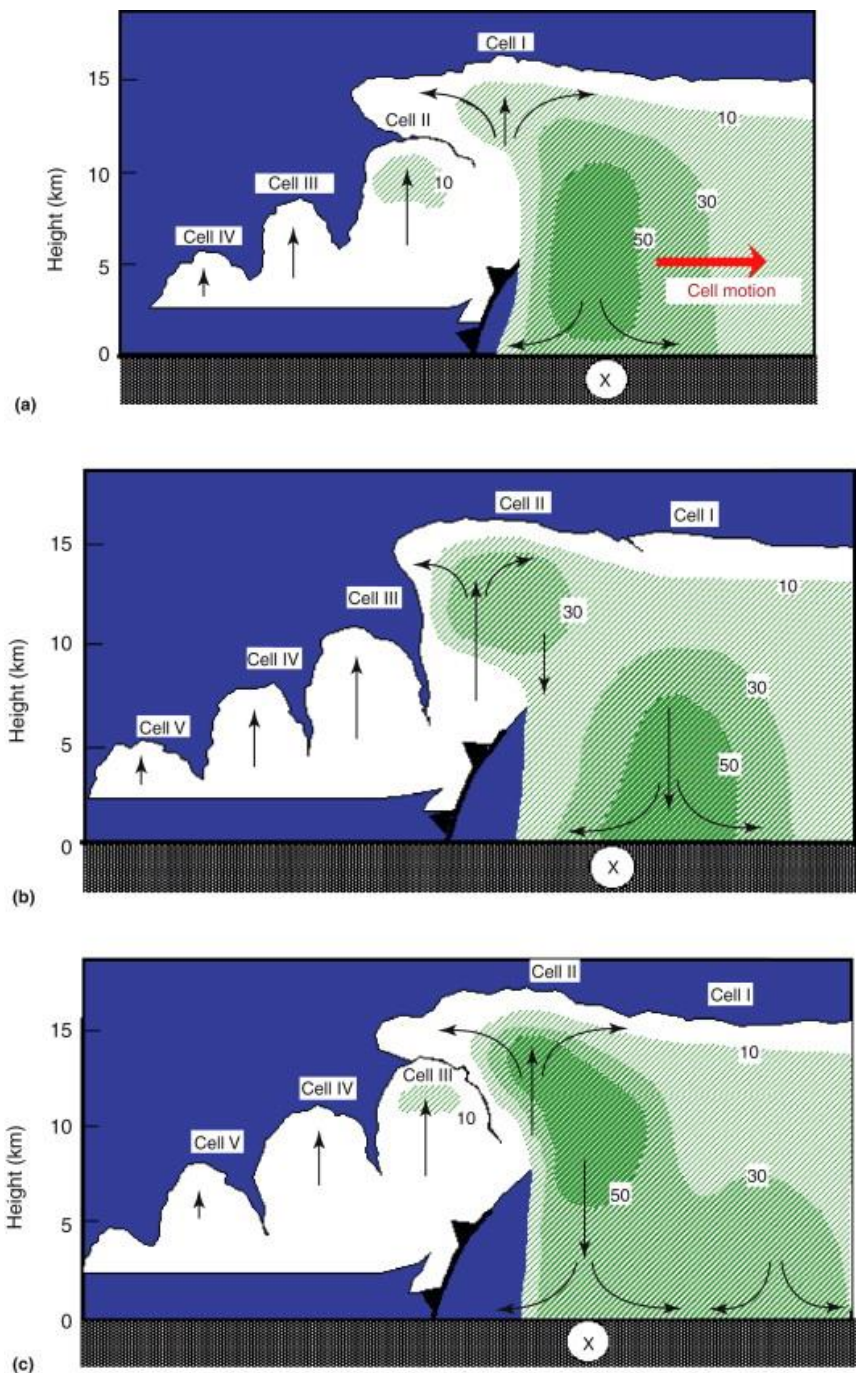 Cell I
15
10
Cell II
Cell III
10
10
30
Cell IV
50
5
Cell motion
0
Height (km)
X
(a)
Cell II
Cell I
15
10
Cell III
30
10
Cell IV
30
Cell V
5
50
0
Height (km)
X
(b)
Cell II
Cell I
15
10
Cell III
Cell IV
10
10
Cell V
30
50
5
0
Height (km)
X
(c)